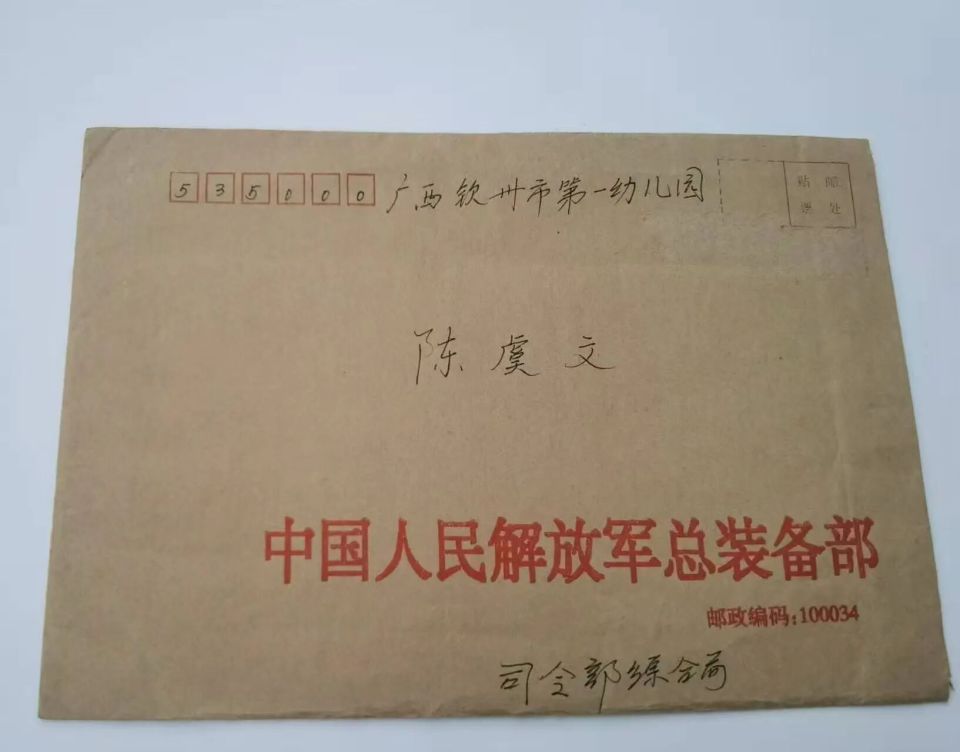 535000 广西钦州市第一幼儿园
贴邮
票处
陈虞文
中国人民解放军总装备部
邮政编码:100034
司令部综合局